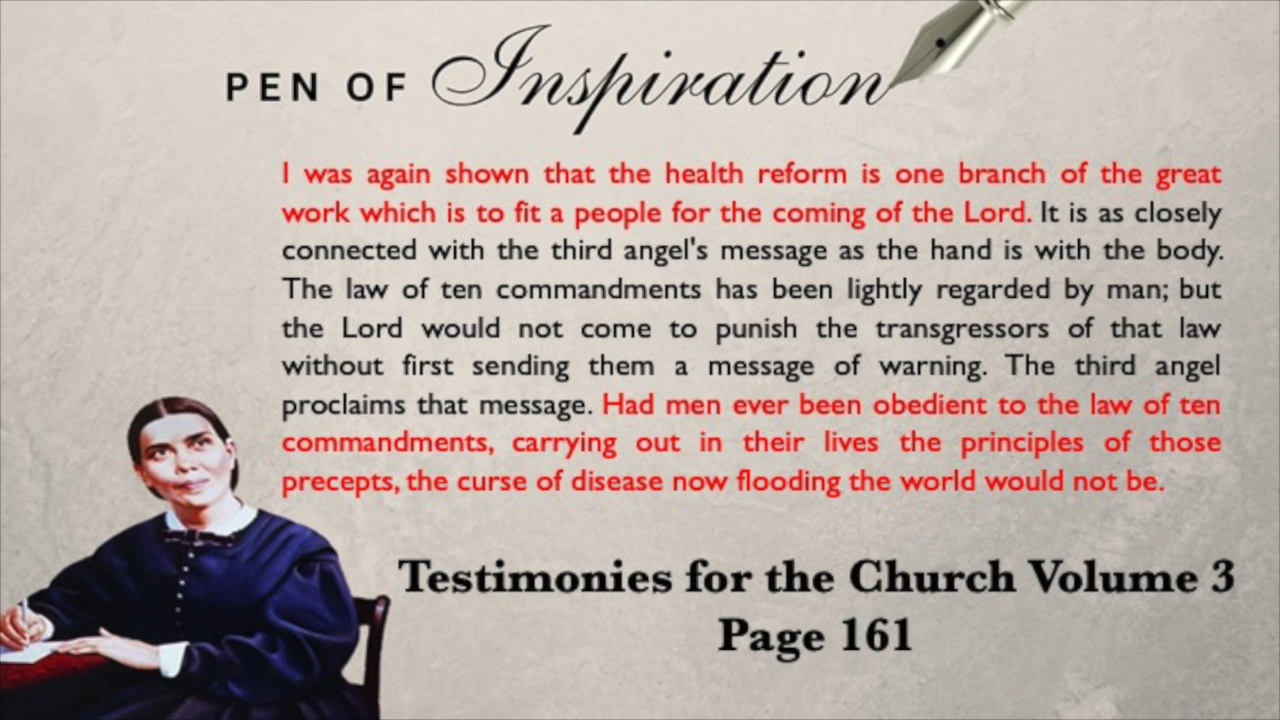 PEN OF Inspiration
I was again shown that the health reform is one branch of the great
work which is to fit a people for the coming of the Lord. It is as closely
connected with the third angel's message as the hand is with the body.
The law of ten commandments has been lightly regarded by man; but
the Lord would not come to punish the transgressors of that law
without first sending them a message of warning. The third angel
proclaims that message. Had men ever been obedient to the law of ten
commandments, carrying out in their lives the principles of those
precepts, the curse of disease now flooding the world would not be.
Testimonies for the Church Volume 3
Page 161